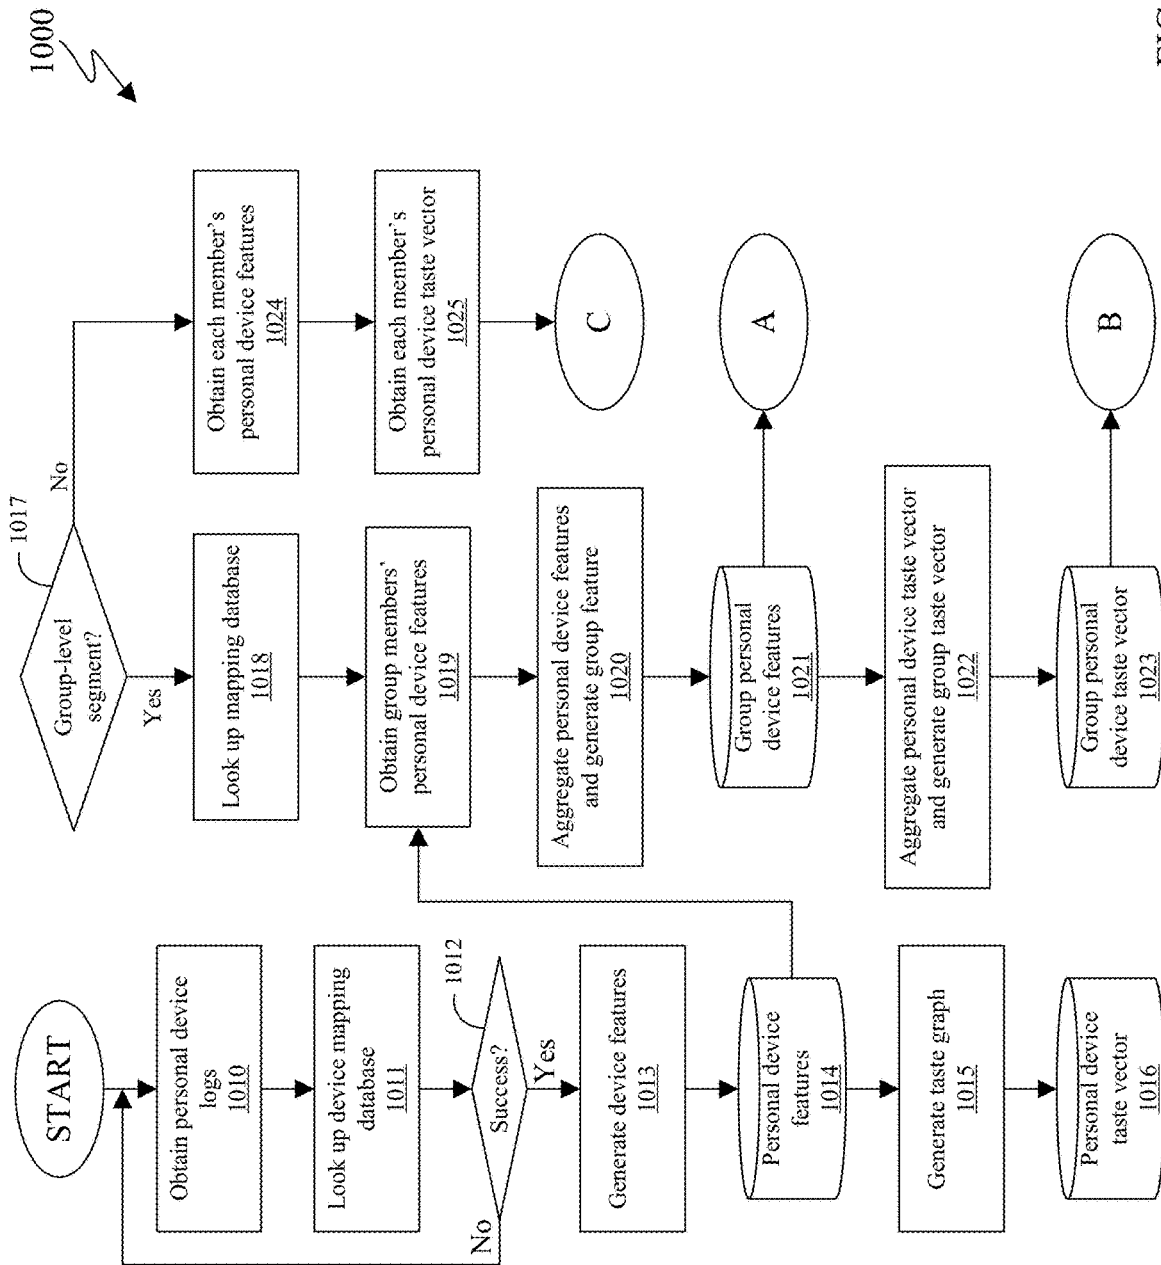 1000
START
Obtain personal device
logs
1010
Look up device mapping
database
1011
Success?
1012
No
Yes
Generate device features
1013
Personal device
features
1014
Generate taste graph
1015
Personal device
taste vector
1016
Group-level
segment?
1017
Yes
No
Look up mapping database
1018
Obtain group members'
personal device features
1019
Aggregate personal device features
and generate group feature
1020
Group personal
device features
1021
Aggregate personal device taste vector
and generate group taste vector
1022
Group personal
device taste vector
1023
Obtain each member's
personal device features
1024
Obtain each member's
personal device taste vector
1025
C
A
B